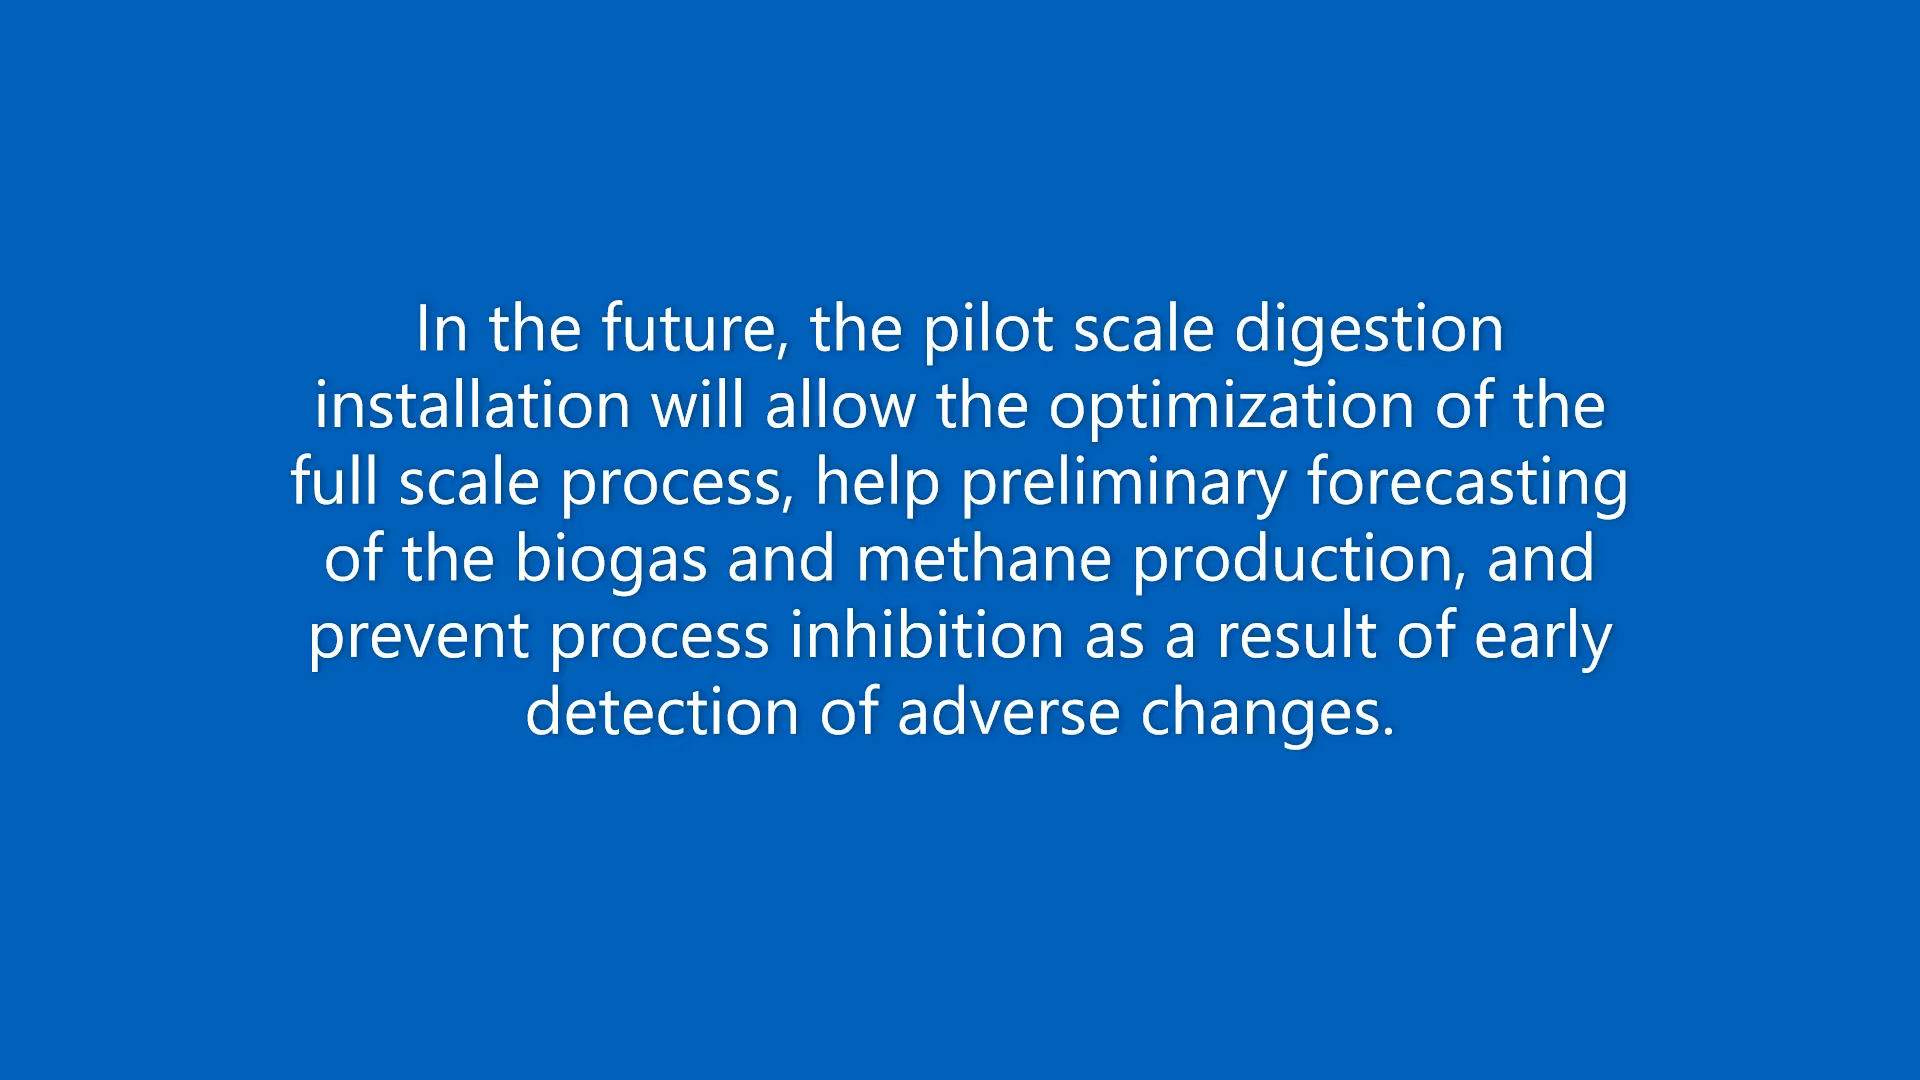 In the future, the pilot scale digestion
installation will allow the optimization of the
full scale process, help preliminary forecasting
of the biogas and methane production, and
prevent process inhibition as a result of early
detection of adverse changes.